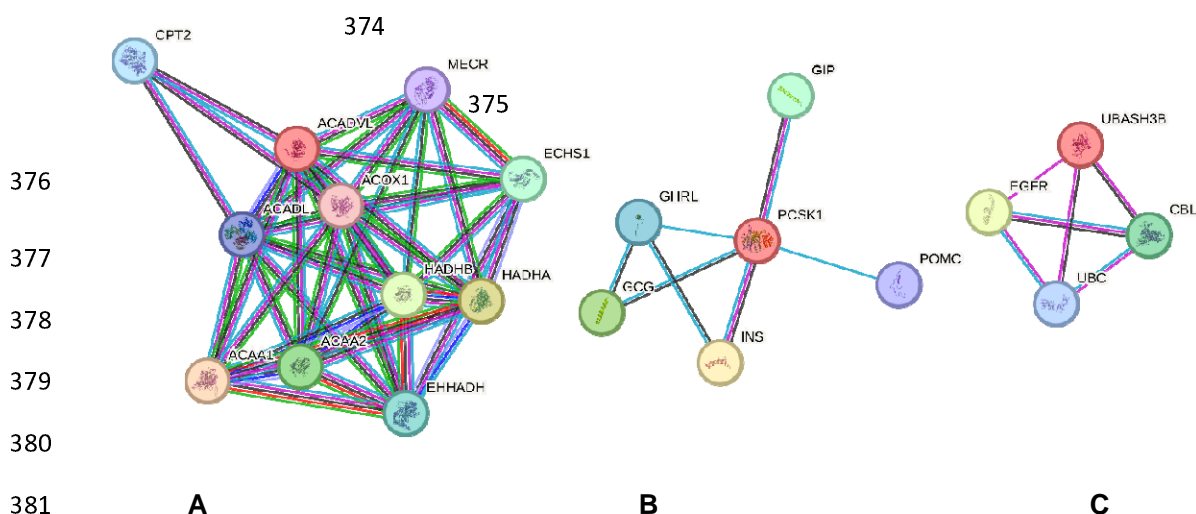 374
CPT2
MECR
GIP
375
ACADVL
UBASH3B
ECHS1
376
ACOX1
EGFR
GHRL
PCSK1
CBL
ACADL
377
HADHB
HADHA
POMC
UBC
GCG
378
INS
ACAA1
ACAA2
379
EHHADH
380
381 A B C